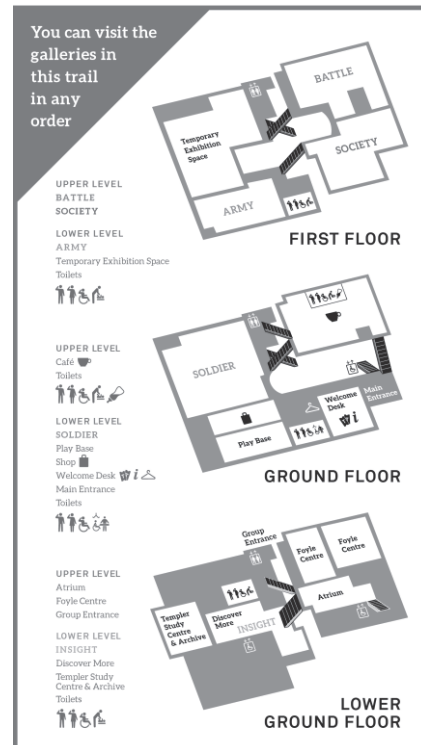 You can visit the
galleries in
this trail
in any
order
UPPER LEVEL
BATTLE
SOCIETY
LOWER LEVEL
ARMY
Temporary Exhibition Space
Toilets
BATTLE
Temporary
Exhibition
Space
SOCIETY
ARMY
FIRST FLOOR
UPPER LEVEL
Café
Toilets
LOWER LEVEL
SOLDIER
Play Base
Shop
Welcome Desk i
Main Entrance
Toilets
SOLDIER
Main
Entrance
Welcome
Desk
i
Play Base
GROUND FLOOR
UPPER LEVEL
Atrium
Foyle Centre
Group Entrance
LOWER LEVEL
INSIGHT
Discover More
Templer Study
Centre & Archive
Toilets
Group
Entrance
Foyle
Centre
Foyle
Centre
Atrium
Templer
Study
Centre
& Archive
Discover
More
INSIGHT
LOWER
GROUND FLOOR